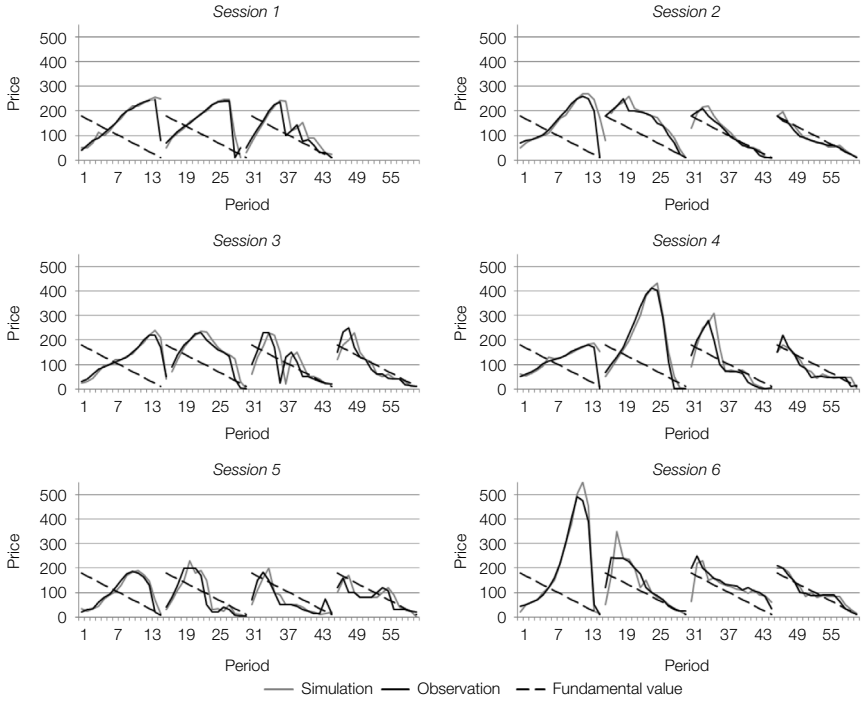 Session 1
Session 2
500
400
300
200
100
0
Price
1 7 13 19 25 31 37 43
Period
500
400
300
200
100
0
Price
1 7 13 19 25 31 37 43 49 55
Period
Session 3
Session 4
500
400
300
200
100
0
Price
1 7 13 19 25 31 37 43 49 55
Period
500
400
300
200
100
0
Price
1 7 13 19 25 31 37 43 49 55
Period
Session 5
Session 6
500
400
300
200
100
0
Price
1 7 13 19 25 31 37 43 49 55
Period
500
400
300
200
100
0
Price
1 7 13 19 25 31 37 43 49 55
Period
Simulation Observation Fundamental value